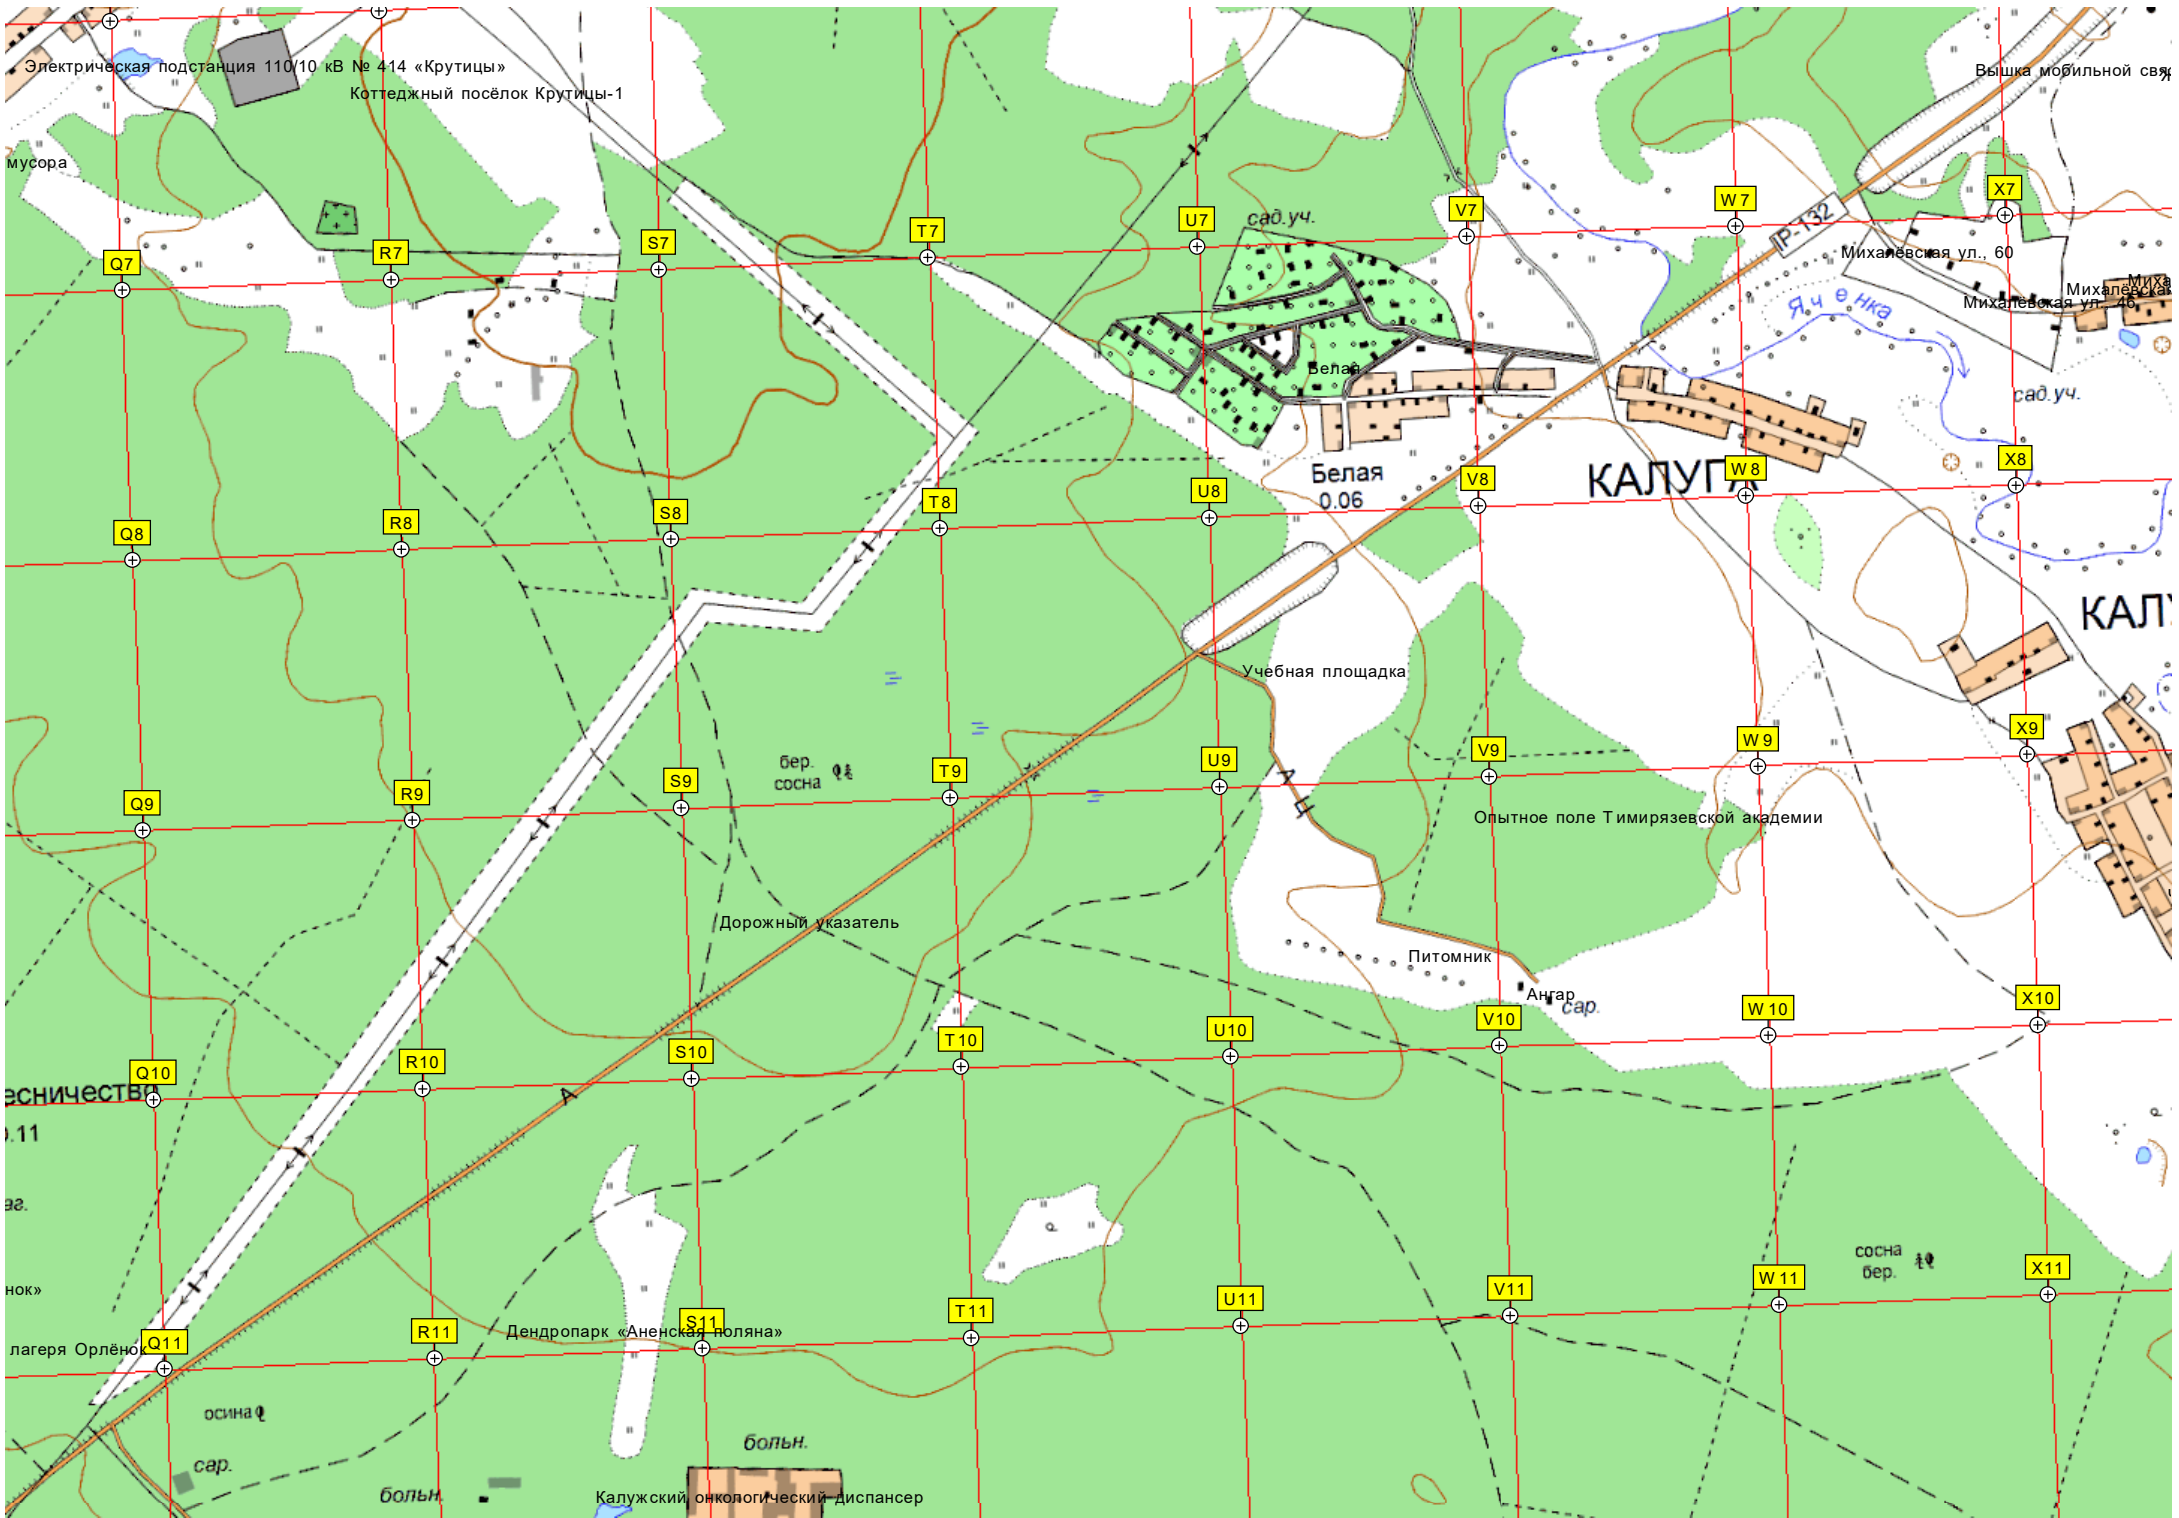 Электрическая подстанция 110/10 кВ № 414 «Крутицы»
Вышка мобильной свя
Коттеджный посёлок Крутицы-1
мусора
X7
W7
V7
U7
сад.уч.
T7
Р-132
S7
R7
Михалёвская ул., 60
Q7
Яченка
Михалёвская ул., 46
Белая
сад.уч.
X8
W8
КАЛУГА
Белая
0.06
V8
U8
T8
S8
R8
Q8
КАЛУ
Учебная площадка
X9
W9
V9
U9
бер.
сосна
T9
S9
R9
Q9
А
Ц
Опытное поле Тимирязевской академии
Дорожный указатель
Питомник
Ангар
сар.
X10
W10
V10
U10
T10
S10
R10
Q10
есничество
А
0.11
аг.
сосна
бер.
X11
W11
V11
U11
T11
S11
R11
Q11
нок»
Дендропарк «Аненская поляна»
лагеря Орлёнок
осина
больн.
сар.
больн.
Калужский онкологический диспансер